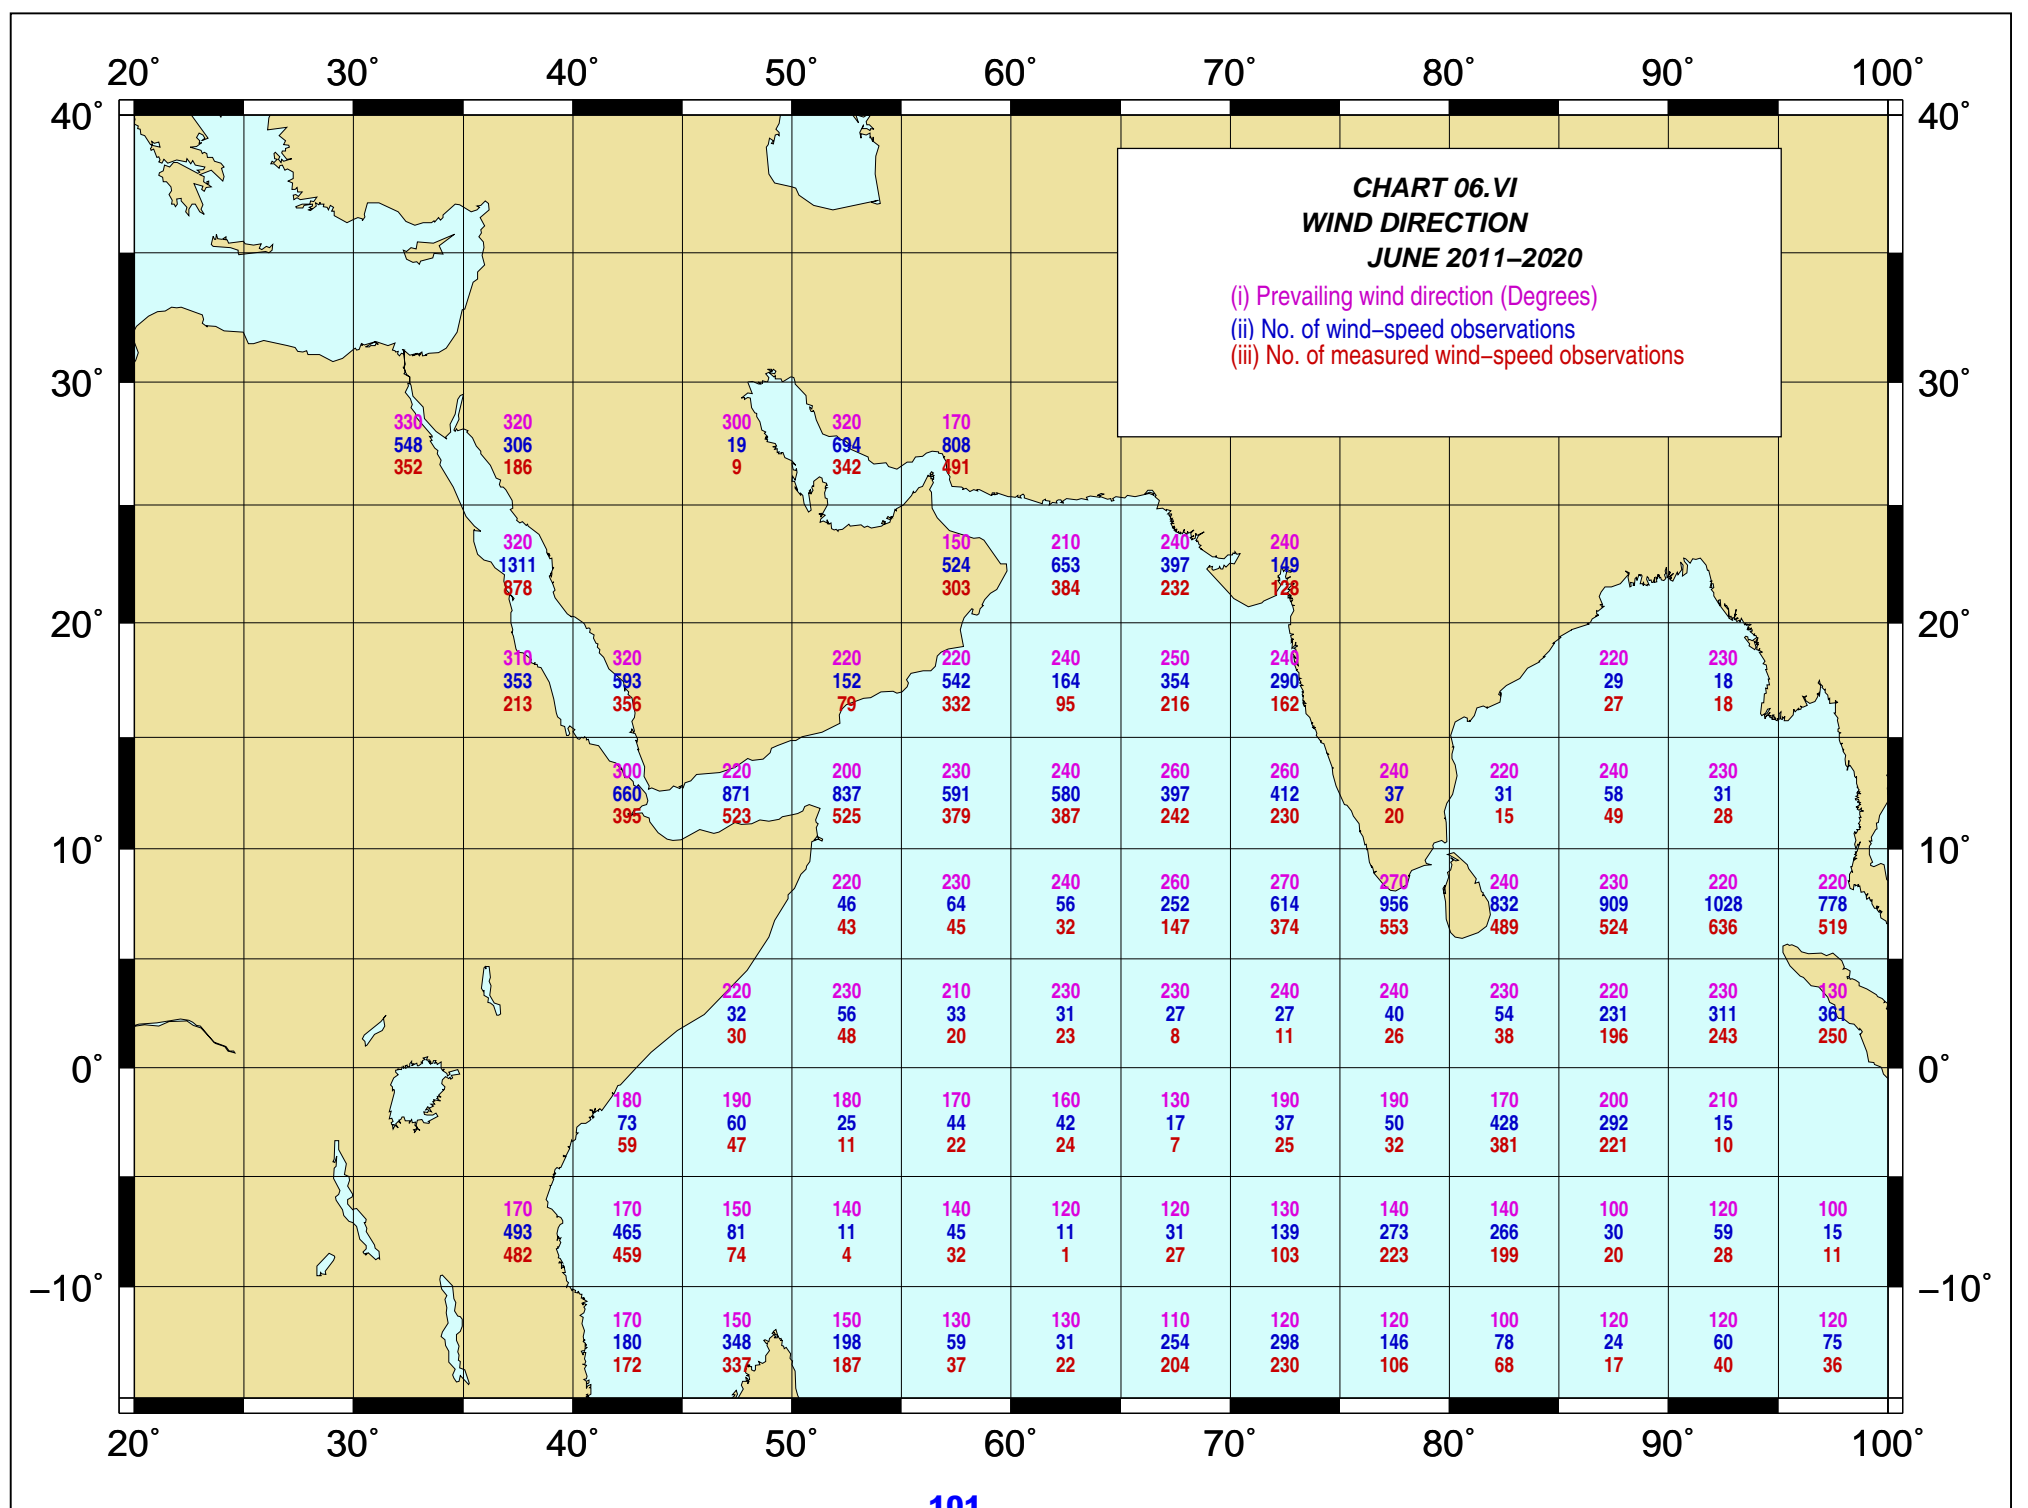 20° 30° 40° 50° 60° 70° 80° 90° 100°
40° 40°
CHART 06.VI
WIND DIRECTION
JUNE 2011–2020
(i) Prevailing wind direction (Degrees)
(ii) No. of wind–speed observations
(iii) No. of measured wind–speed observations
30° 30°
330 320 300 320 170
548 306 19 694 808
352 186 9 342 491
320 150 210 240 240
1311 524 653 397 149
878 303 384 232 128
20° 20°
310 320 220 220 240 250 240 220 230
353 593 152 542 164 354 290 29 18
213 356 79 332 95 216 162 27 18
300 220 200 230 240 260 260 240 220 240 230
660 871 837 591 580 397 412 37 31 58 31
395 523 525 379 387 242 230 20 15 49 28
10° 10°
220 230 240 260 270 270 240 230 220 220
46 64 56 252 614 956 832 909 1028 778
43 45 32 147 374 553 489 524 636 519
220 230 210 230 230 240 240 230 220 230 130
32 56 33 31 27 27 40 54 231 311 361
30 48 20 23 8 11 26 38 196 243 250
0° 0°
180 190 180 170 160 130 190 190 170 200 210
73 60 25 44 42 17 37 50 428 292 15
59 47 11 22 24 7 25 32 381 221 10
170 170 150 140 140 120 120 130 140 140 100 120 100
493 465 81 11 45 11 31 139 273 266 30 59 15
482 459 74 4 32 1 27 103 223 199 20 28 11
–10° –10°
170 150 150 130 130 110 120 120 100 120 120 120
180 348 198 59 31 254 298 146 78 24 60 75
172 337 187 37 22 204 230 106 68 17 40 36
20° 30° 40° 50° 60° 70° 80° 90° 100°
101